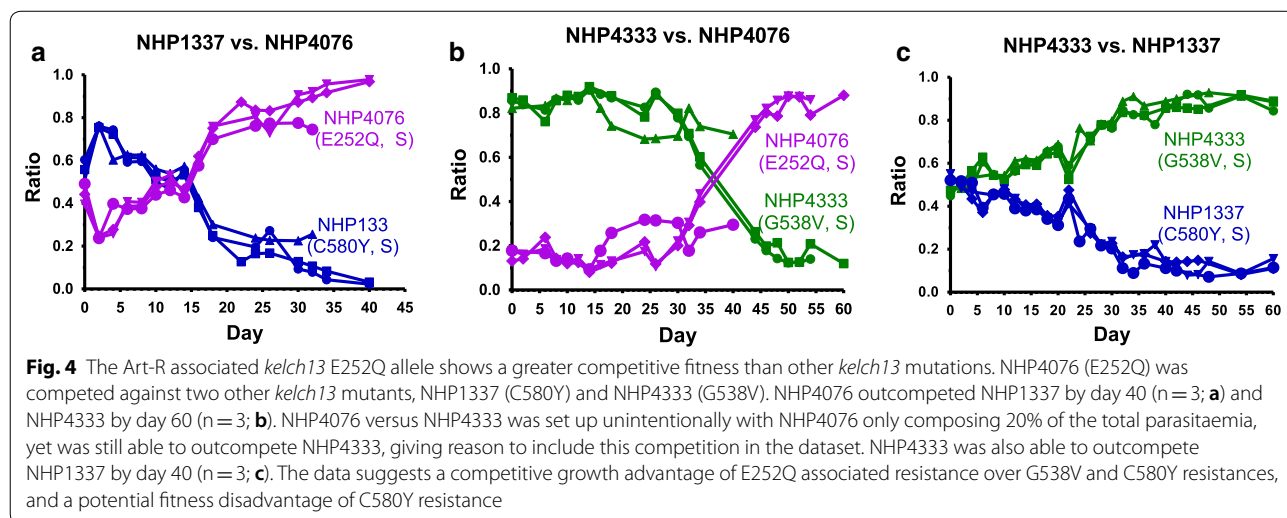 a
NHP1337 vs. NHP4076
1.0
0.8
0.6
0.4
0.2
0.0
Ratio
NHP4076
(E252Q, S)
NHP133
(C580Y, S)
0 5 10 15 20 25 30 35 40 45
Day
b
NHP4333 vs. NHP4076
1.0
0.8
0.6
0.4
0.2
0.0
Ratio
NHP4076
(E252Q, S)
NHP4333
(G538V, S)
0 5 10 15 20 25 30 35 40 45 50 55 60
Day
c
NHP4333 vs. NHP1337
1.0
0.8
0.6
0.4
0.2
0.0
Ratio
NHP4333
(G538V, S)
NHP1337
(C580Y, S)
0 5 10 15 20 25 30 35 40 45 50 55 60
Day
Fig. 4 The Art-R associated kelch13 E252Q allele shows a greater competitive fitness than other kelch13 mutations. NHP4076 (E252Q) was
competed against two other kelch13 mutants, NHP1337 (C580Y) and NHP4333 (G538V). NHP4076 outcompeted NHP1337 by day 40 (n = 3; a) and
NHP4333 by day 60 (n = 3; b). NHP4076 versus NHP4333 was set up unintentionally with NHP4076 only composing 20% of the total parasitaemia,
yet was still able to outcompete NHP4333, giving reason to include this competition in the dataset. NHP4333 was also able to outcompete
NHP1337 by day 40 (n = 3; c). The data suggests a competitive growth advantage of E252Q associated resistance over G538V and C580Y resistances,
and a potential fitness disadvantage of C580Y resistance